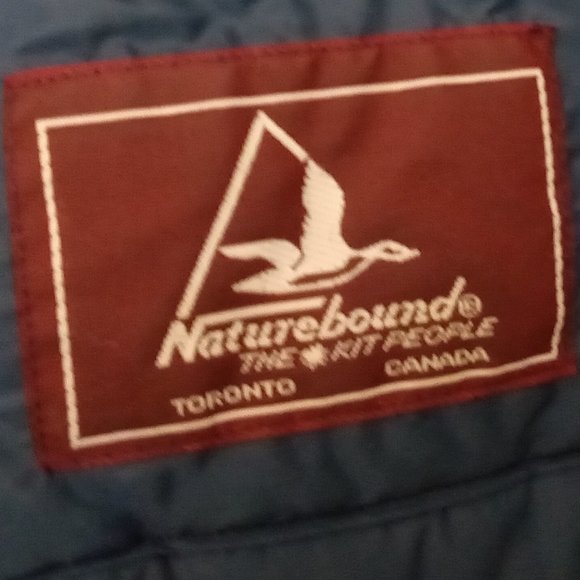 Naturebound®
THE KIT PEOPLE
TORONTO CANADA